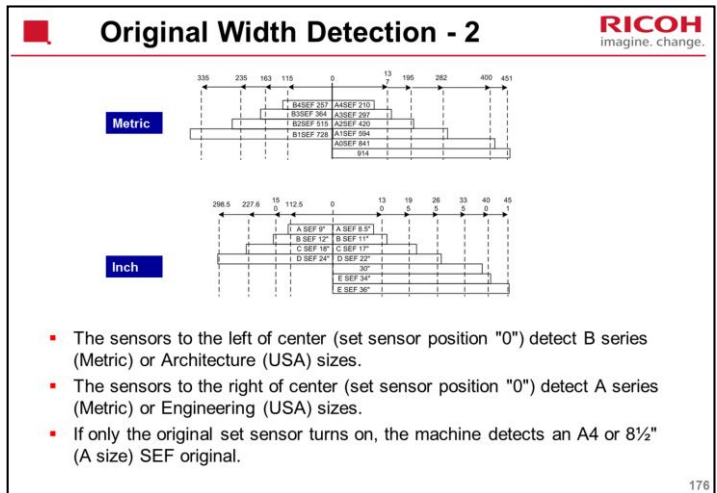 Original Width Detection - 2
RICOH
imagine. change.
335 235 163 115 0 13 195 282 400 451
7
Metric
B4SEF 257 A4SEF 210
B3SEF 364 A3SEF 297
B2SEF 515 A2SEF 420
B1SEF 728 A1SEF 594
A0SEF 841
914
298.5 227.6 15 112.5 0 13 19 26 33 40 45
0 0 5 5 5 0 1
Inch
A SEF 9" A SEF 8.5"
B SEF 12" B SEF 11"
C SEF 18" C SEF 17"
D SEF 24" D SEF 22"
30"
E SEF 34"
E SEF 36"
▪ The sensors to the left of center (set sensor position "0") detect B series
(Metric) or Architecture (USA) sizes.
▪ The sensors to the right of center (set sensor position "0") detect A series
(Metric) or Engineering (USA) sizes.
▪ If only the original set sensor turns on, the machine detects an A4 or 8½"
(A size) SEF original.
176